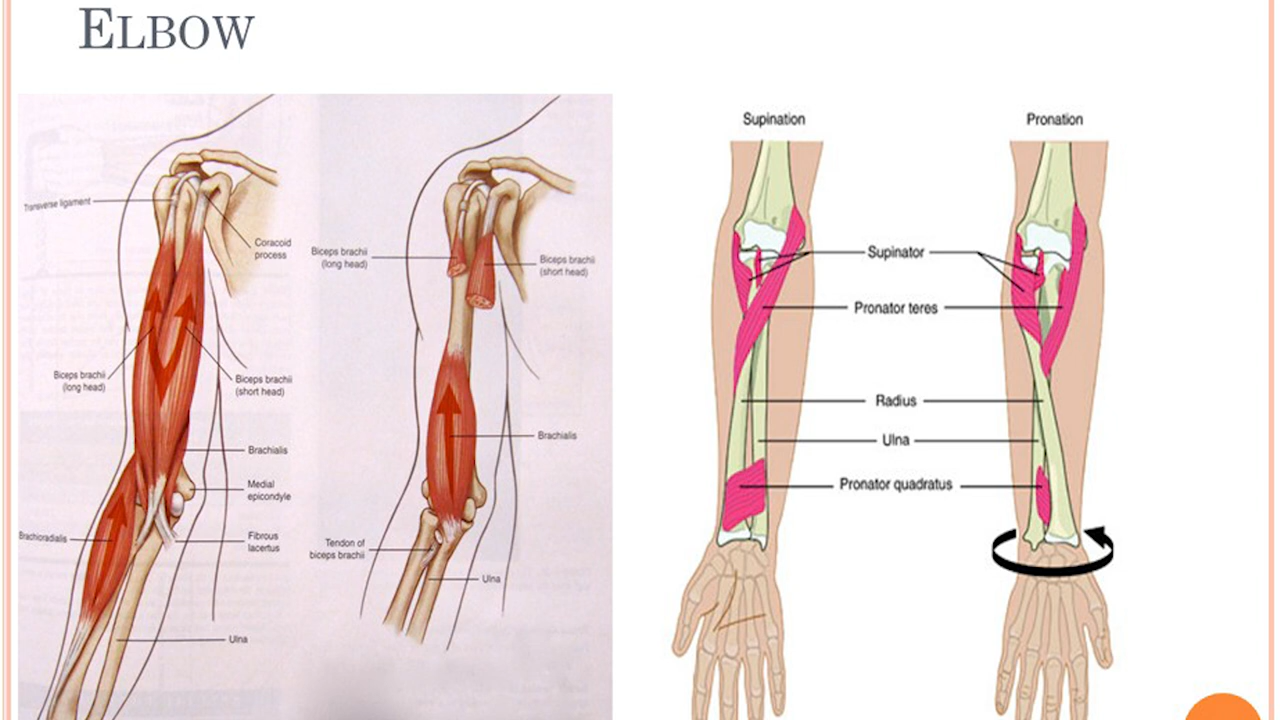 ELBOW
Transverse ligament
Coracoid
process
Biceps brachii
(long head)
Biceps brachii
(short head)
Brachialis
Medial
epicondyle
Brachioradialis
Fibrous
lacertus
Ulna
Biceps brachii
(long head)
Biceps brachii
(short head)
Brachialis
Tendon of
biceps brachii
Ulna
Supination
Pronation
Supinator
Pronator teres
Radius
Ulna
Pronator quadratus